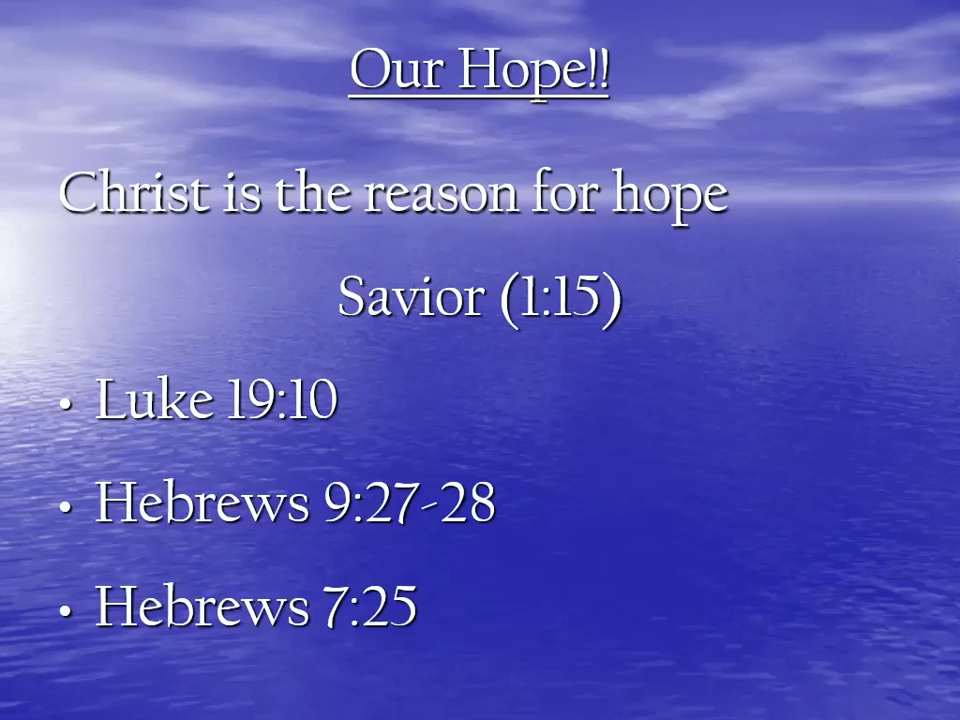 Our Hope!!
Christ is the reason for hope
Savior (1:15)
• Luke 19:10
• Hebrews 9:27-28
• Hebrews 7:25